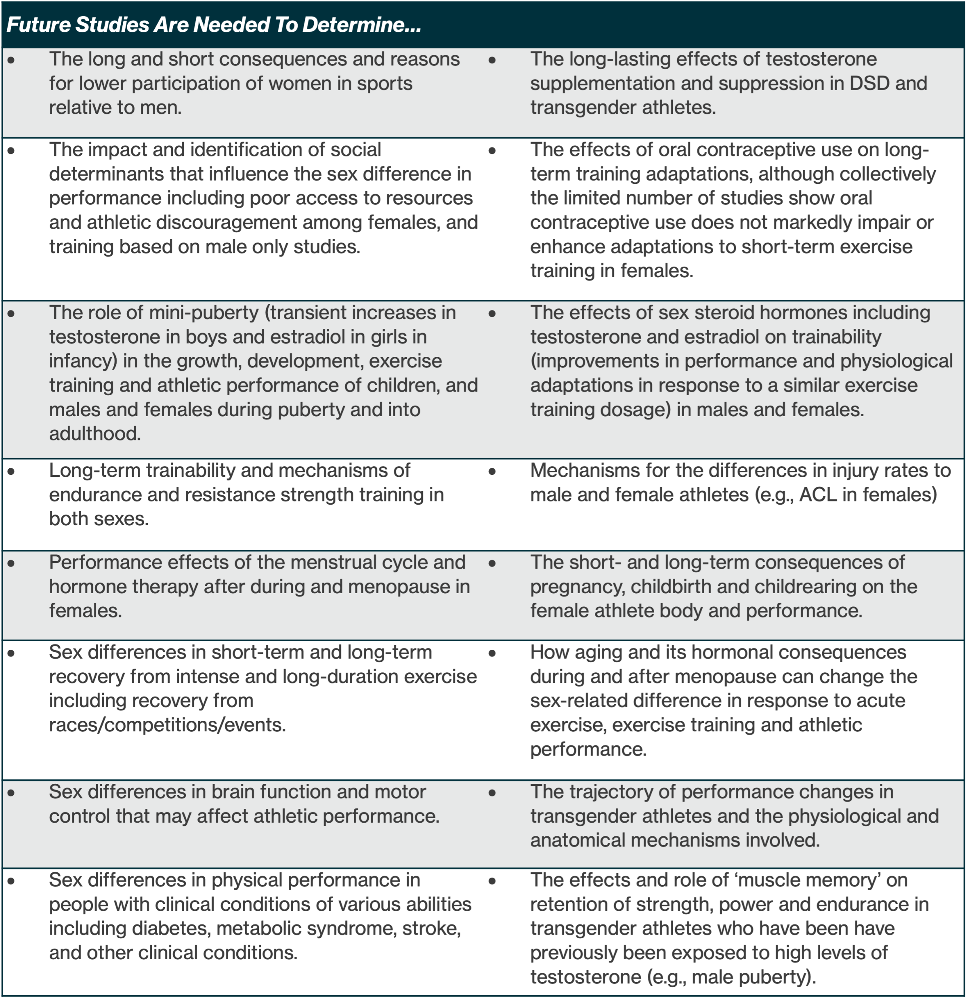 Future Studies Are Needed To Determine...
• The long and short consequences and reasons
for lower participation of women in sports
relative to men.
• The long-lasting effects of testosterone
supplementation and suppression in DSD and
transgender athletes.
• The impact and identification of social
determinants that influence the sex difference in
performance including poor access to resources
and athletic discouragement among females, and
training based on male only studies.
• The effects of oral contraceptive use on long-
term training adaptations, although collectively
the limited number of studies show oral
contraceptive use does not markedly impair or
enhance adaptations to short-term exercise
training in females.
• The role of mini-puberty (transient increases in
testosterone in boys and estradiol in girls in
infancy) in the growth, development, exercise
training and athletic performance of children, and
males and females during puberty and into
adulthood.
• The effects of sex steroid hormones including
testosterone and estradiol on trainability
(improvements in performance and physiological
adaptations in response to a similar exercise
training dosage) in males and females.
• Long-term trainability and mechanisms of
endurance and resistance strength training in
both sexes.
• Mechanisms for the differences in injury rates to
male and female athletes (e.g., ACL in females)
• Performance effects of the menstrual cycle and
hormone therapy after during and menopause in
females.
• The short- and long-term consequences of
pregnancy, childbirth and childrearing on the
female athlete body and performance.
• Sex differences in short-term and long-term
recovery from intense and long-duration exercise
including recovery from
races/competitions/events.
• How aging and its hormonal consequences
during and after menopause can change the
sex-related difference in response to acute
exercise, exercise training and athletic
performance.
• Sex differences in brain function and motor
control that may affect athletic performance.
• The trajectory of performance changes in
transgender athletes and the physiological and
anatomical mechanisms involved.
• Sex differences in physical performance in
people with clinical conditions of various abilities
including diabetes, metabolic syndrome, stroke,
and other clinical conditions.
• The effects and role of ‘muscle memory’ on
retention of strength, power and endurance in
transgender athletes who have been have
previously been exposed to high levels of
testosterone (e.g., male puberty).